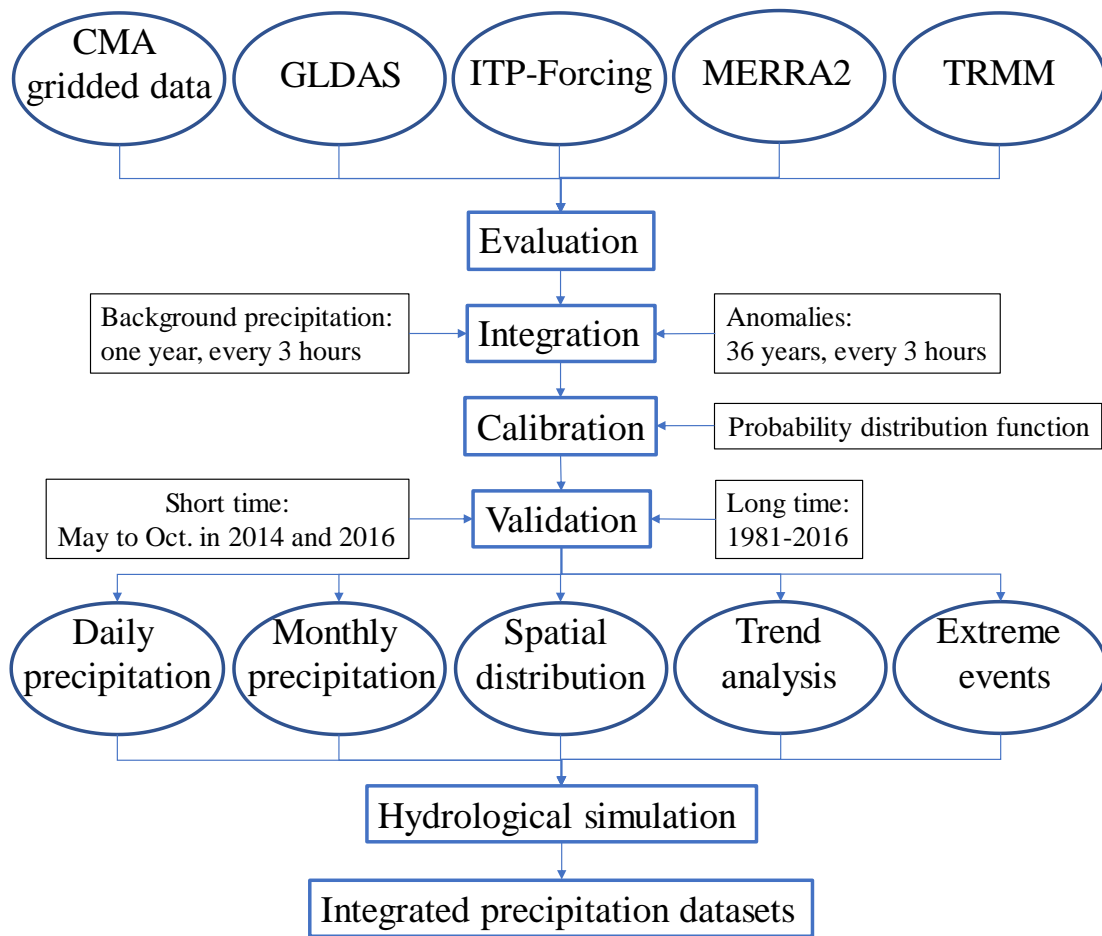 CMA
gridded data
GLDAS
ITP-Forcing
MERRA2
TRMM
Evaluation
Background precipitation:
one year, every 3 hours
Integration
Anomalies:
36 years, every 3 hours
Calibration
Probability distribution function
Short time:
May to Oct. in 2014 and 2016
Validation
Long time:
1981-2016
Daily
precipitation
Monthly
precipitation
Spatial
distribution
Trend
analysis
Extreme
events
Hydrological simulation
Integrated precipitation datasets